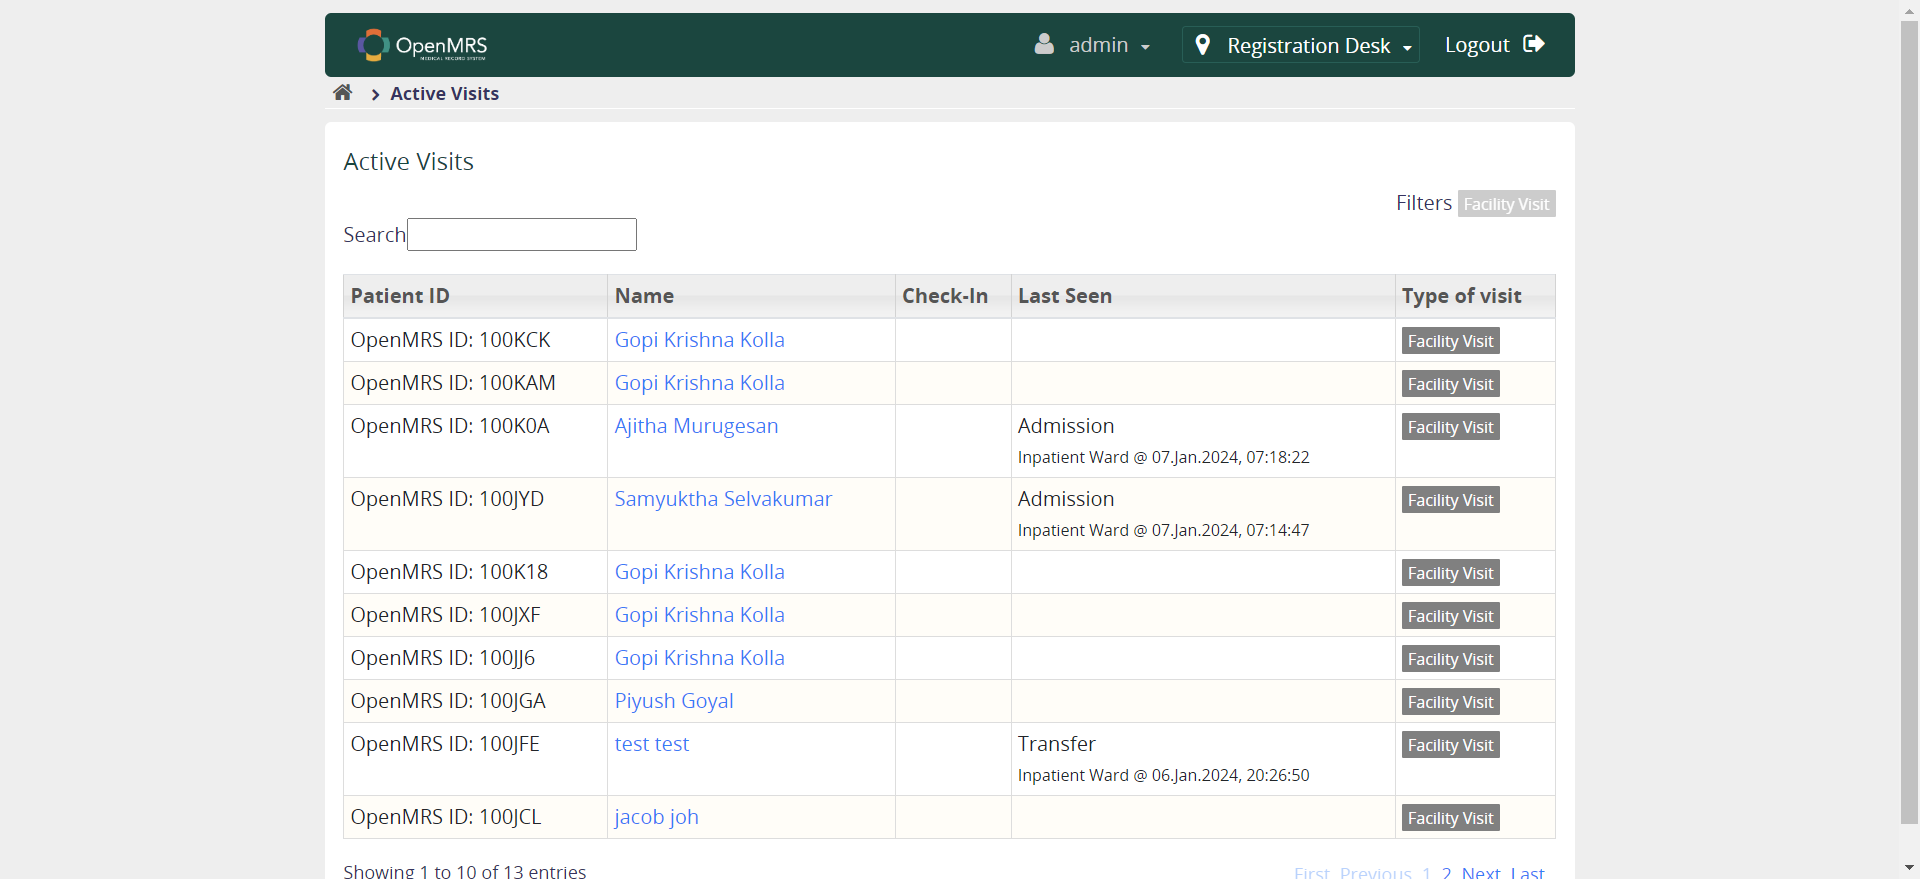 OpenMRS
MEDICAL RECORD SYSTEM
admin
Registration Desk
Logout
Active Visits
Active Visits
Filters Facility Visit
Search
Patient ID Name Check-In Last Seen Type of visit
OpenMRS ID: 100KCK Gopi Krishna Kolla Facility Visit
OpenMRS ID: 100KAM Gopi Krishna Kolla Facility Visit
OpenMRS ID: 100K0A Ajitha Murugesan Admission Facility Visit
Inpatient Ward @ 07.Jan.2024, 07:18:22
OpenMRS ID: 100JYD Samyuktha Selvakumar Admission Facility Visit
Inpatient Ward @ 07.Jan.2024, 07:14:47
OpenMRS ID: 100K18 Gopi Krishna Kolla Facility Visit
OpenMRS ID: 100JXF Gopi Krishna Kolla Facility Visit
OpenMRS ID: 100JJ6 Gopi Krishna Kolla Facility Visit
OpenMRS ID: 100JGA Piyush Goyal Facility Visit
OpenMRS ID: 100JFE test test Transfer Facility Visit
Inpatient Ward @ 06.Jan.2024, 20:26:50
OpenMRS ID: 100JCL jacob joh Facility Visit
Showing 1 to 10 of 13 entries First Previous 1 2 Next Last